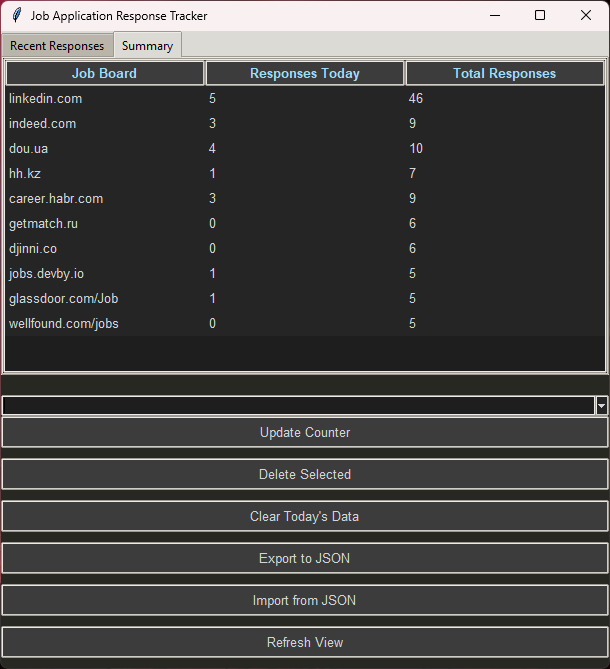 Job Application Response Tracker
Recent Responses Summary
Job Board Responses Today Total Responses
linkedin.com 5 46
indeed.com 3 9
dou.ua 4 10
hh.kz 1 7
career.habr.com 3 9
getmatch.ru 0 6
djinni.co 0 6
jobs.devby.io 1 5
glassdoor.com/Job 1 5
wellfound.com/jobs 0 5
Update Counter
Delete Selected
Clear Today's Data
Export to JSON
Import from JSON
Refresh View